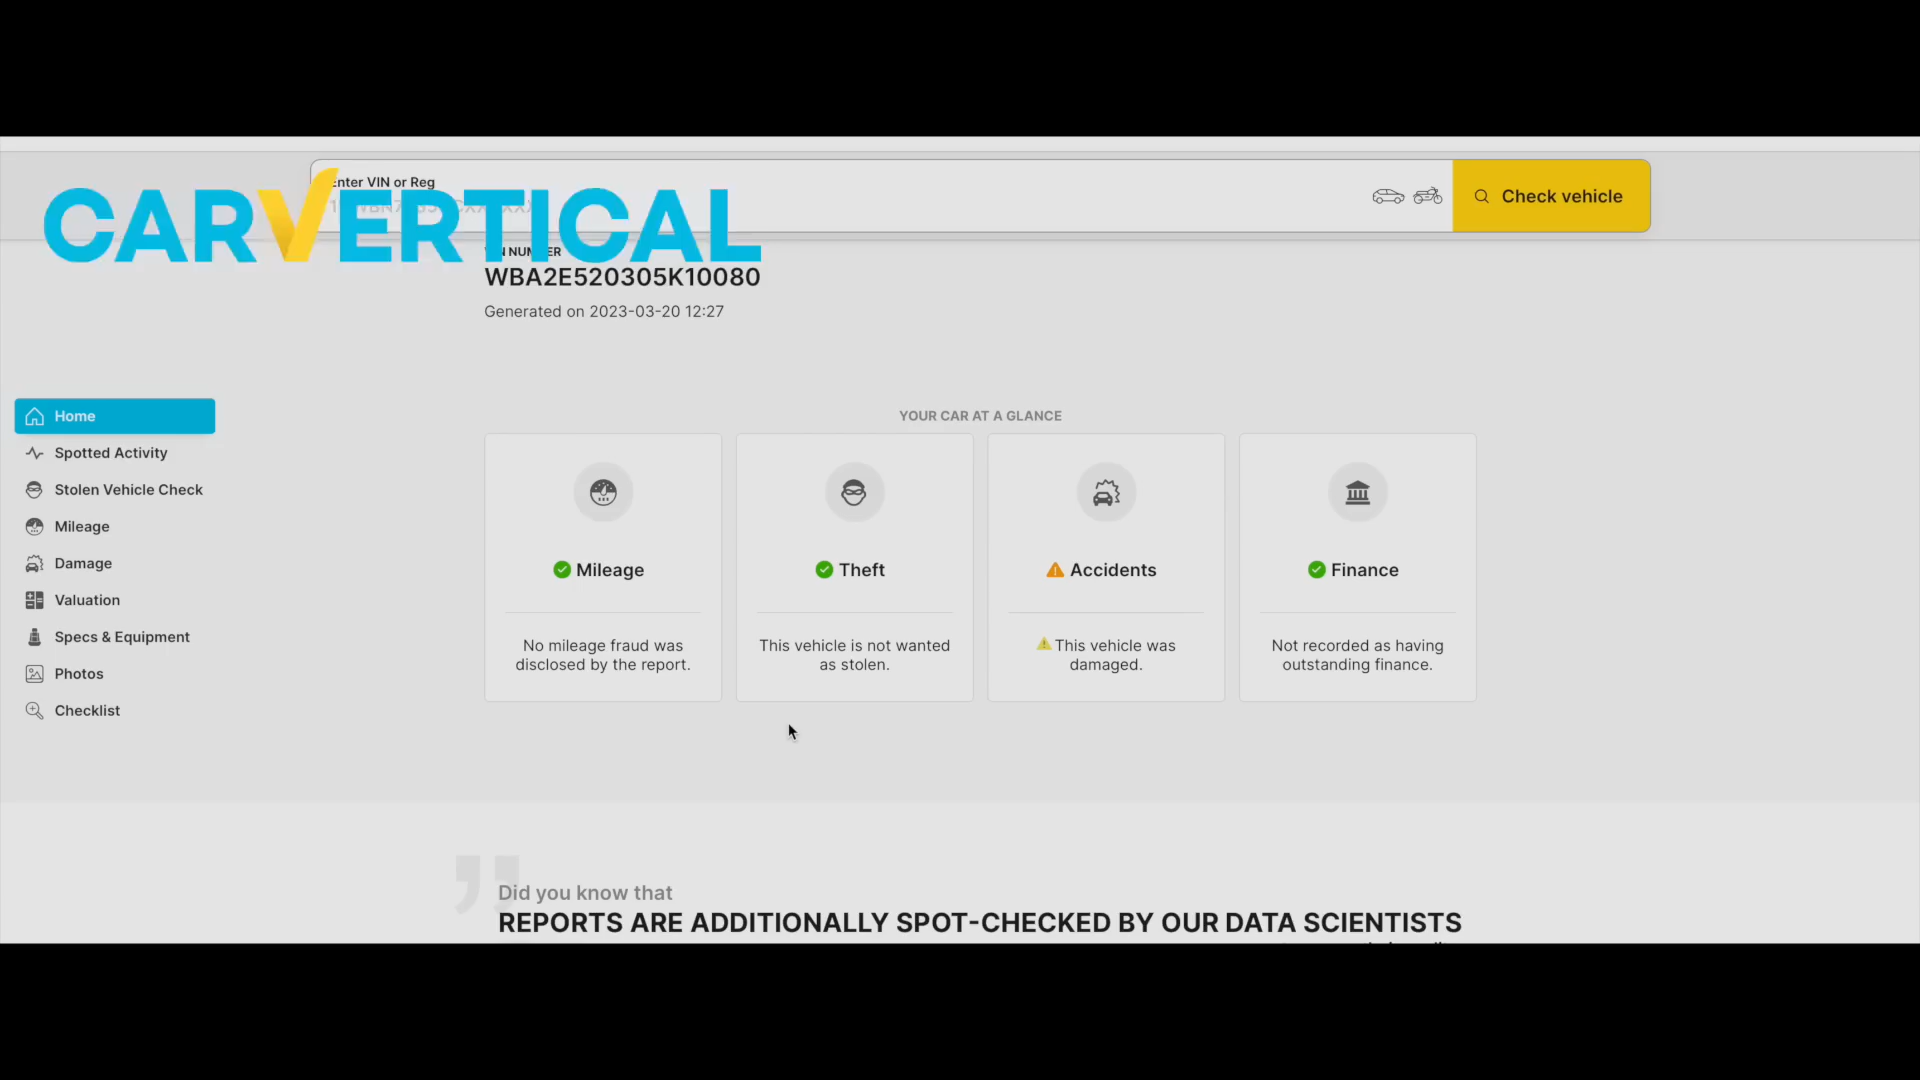 Enter VIN or Reg
CARVERTICAL
Check vehicle
VIN NUMBER
WBA2E520305K10080
Generated on 2023-03-20 12:27
Home
Spotted Activity
Stolen Vehicle Check
Mileage
Damage
Valuation
Specs & Equipment
Photos
Checklist
YOUR CAR AT A GLANCE
Mileage
No mileage fraud was
disclosed by the report.
Theft
This vehicle is not wanted
as stolen.
Accidents
This vehicle was
damaged.
Finance
Not recorded as having
outstanding finance.
Did you know that
REPORTS ARE ADDITIONALLY SPOT-CHECKED BY OUR DATA SCIENTISTS